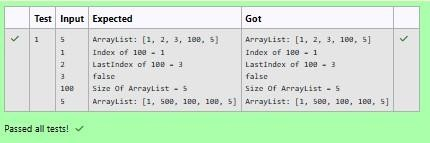 Test Input Expected Got
1 5 ArrayList: [1, 2, 3, 100, 5] ArrayList: [1, 2, 3, 100, 5]
1 Index of 100 = 1 Index of 100 = 1
2 LastIndex of 100 = 3 LastIndex of 100 = 3
3 false false
100 Size Of ArrayList = 5 Size Of ArrayList = 5
5 ArrayList: [1, 500, 100, 100, 5] ArrayList: [1, 500, 100, 100, 5]
Passed all tests!